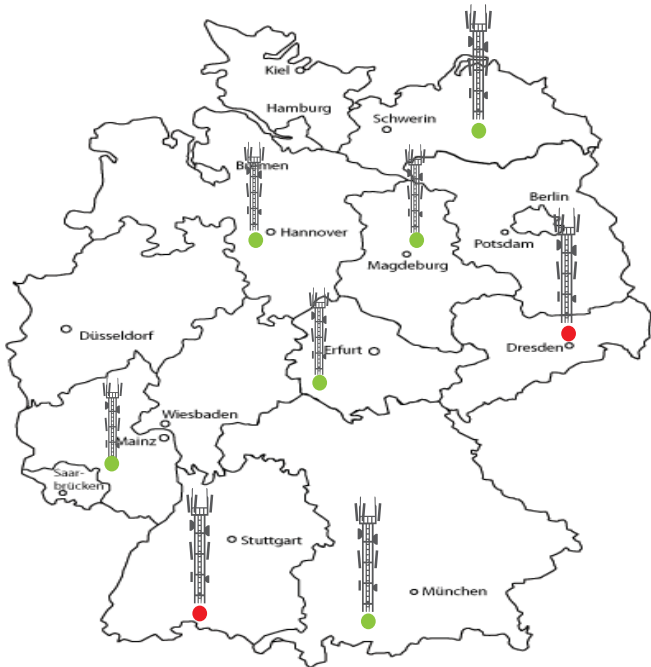 Kiel
Hamburg
Schwerin
Bremen
Berlin
Hannover
Potsdam
Magdeburg
Düsseldorf
Erfurt
Dresden
Wiesbaden
Mainz
Saar-
brücken
Stuttgart
München